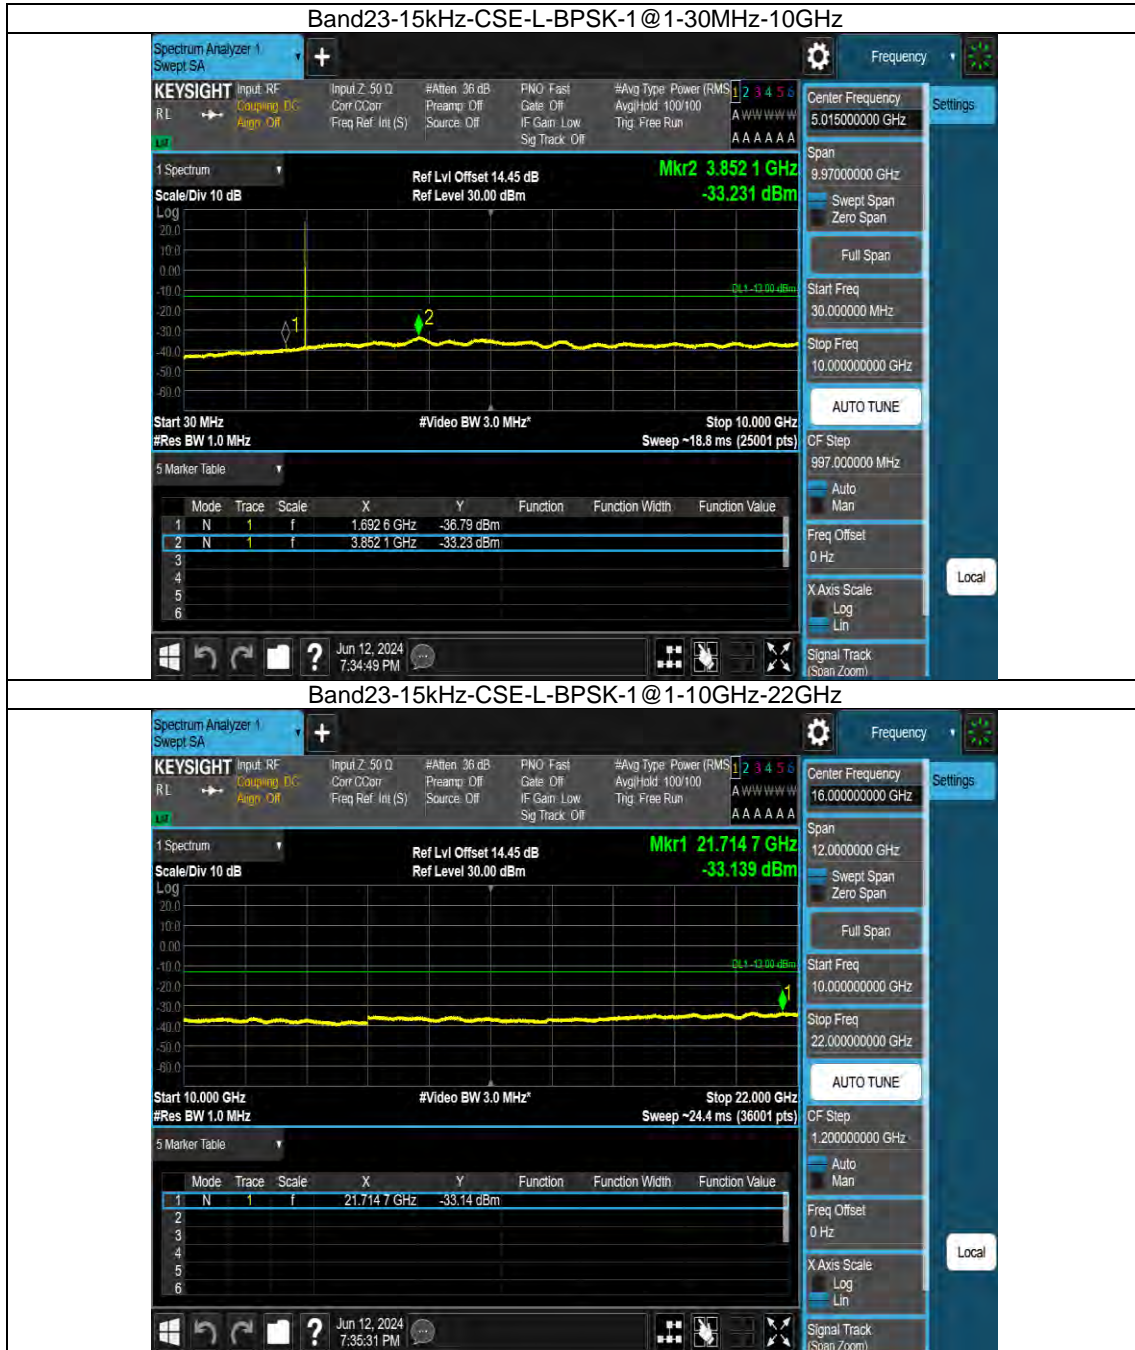 Band23-15kHz-CSE-L-BPSK-1@1-30MHz-10GHz
Spectrum Analyzer 1
Swept SA
+
Frequency
KEYSIGHT
RL
Input: RF
Coupling: DC
Align: Off
Input Z: 50 Ω
Corr CCorr
Freq Ref: Int (S)
#Atten: 36 dB
Preamp: Off
Source: Off
PNO: Fast
Gate: Off
IF Gain: Low
Sig Track: Off
#Avg Type: Power (RMS
Avg|Hold: 100/100
Trig: Free Run
1 2 3 4 5 6
A W W W W W
A A A A A A
Center Frequency
5.015000000 GHz
Settings
1 Spectrum
Scale/Div 10 dB
Ref Lvl Offset 14.45 dB
Ref Level 30.00 dBm
Mkr2 3.852 1 GHz
-33.231 dBm
Log
20.0
10.0
0.00
-10.0
-20.0
-30.0
-40.0
-50.0
-60.0
DL1 -13.00 dBm
1
2
Start 30 MHz
#Video BW 3.0 MHz*
Stop 10.000 GHz
#Res BW 1.0 MHz
Sweep ~18.8 ms (25001 pts)
Span
9.97000000 GHz
Swept Span
Zero Span
Full Span
Start Freq
30.000000 MHz
Stop Freq
10.000000000 GHz
AUTO TUNE
CF Step
997.000000 MHz
Auto
Man
Freq Offset
0 Hz
X Axis Scale
Log
Lin
Signal Track
(Span Zoom)
Local
5 Marker Table
Mode Trace Scale X Y Function Function Width Function Value
1 N 1 f 1.692 6 GHz -36.79 dBm
2 N 1 f 3.852 1 GHz -33.23 dBm
3
4
5
6
?
Jun 12, 2024
7:34:49 PM
Band23-15kHz-CSE-L-BPSK-1@1-10GHz-22GHz
Spectrum Analyzer 1
Swept SA
+
Frequency
KEYSIGHT
RL
Input: RF
Coupling: DC
Align: Off
Input Z: 50 Ω
Corr CCorr
Freq Ref: Int (S)
#Atten: 36 dB
Preamp: Off
Source: Off
PNO: Fast
Gate: Off
IF Gain: Low
Sig Track: Off
#Avg Type: Power (RMS
Avg|Hold: 100/100
Trig: Free Run
1 2 3 4 5 6
A W W W W W
A A A A A A
Center Frequency
16.000000000 GHz
Settings
1 Spectrum
Scale/Div 10 dB
Ref Lvl Offset 14.45 dB
Ref Level 30.00 dBm
Mkr1 21.714 7 GHz
-33.139 dBm
Log
20.0
10.0
0.00
-10.0
-20.0
-30.0
-40.0
-50.0
-60.0
DL1 -13.00 dBm
1
Start 10.000 GHz
#Video BW 3.0 MHz*
Stop 22.000 GHz
#Res BW 1.0 MHz
Sweep ~24.4 ms (36001 pts)
Span
12.0000000 GHz
Swept Span
Zero Span
Full Span
Start Freq
10.000000000 GHz
Stop Freq
22.000000000 GHz
AUTO TUNE
CF Step
1.200000000 GHz
Auto
Man
Freq Offset
0 Hz
X Axis Scale
Log
Lin
Signal Track
(Span Zoom)
Local
5 Marker Table
Mode Trace Scale X Y Function Function Width Function Value
1 N 1 f 21.714 7 GHz -33.14 dBm
2
3
4
5
6
?
Jun 12, 2024
7:35:31 PM